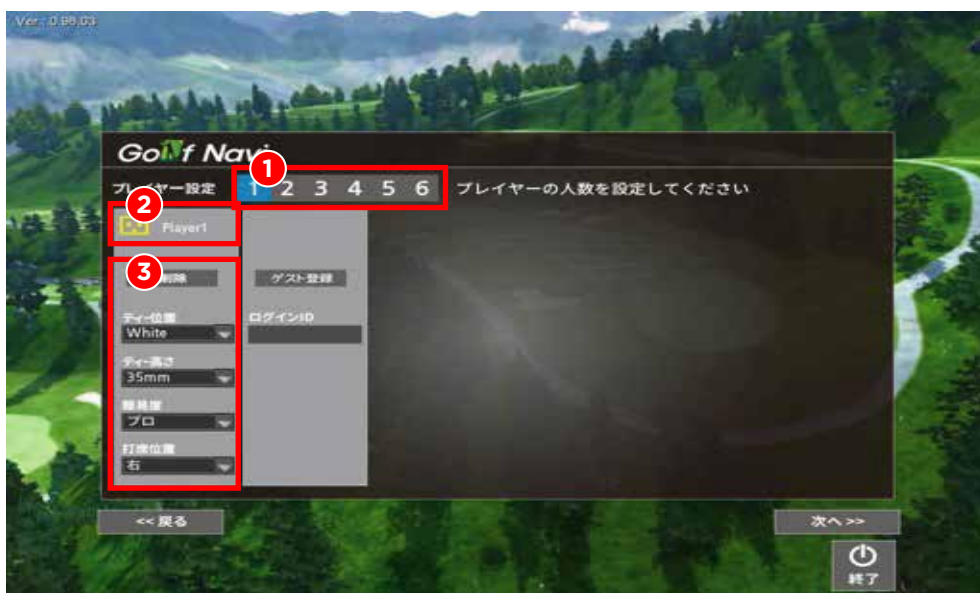 Ver.: 0.98.03
Golf Navi
1
プレイヤー設定 1 2 3 4 5 6 プレイヤーの人数を設定してください
2
Player1
3
削除 ゲスト登録
ティー位置 ログインID
White
ティー高さ
35mm
難易度
プロ
打席位置
右
<< 戻る 次へ >>
終了